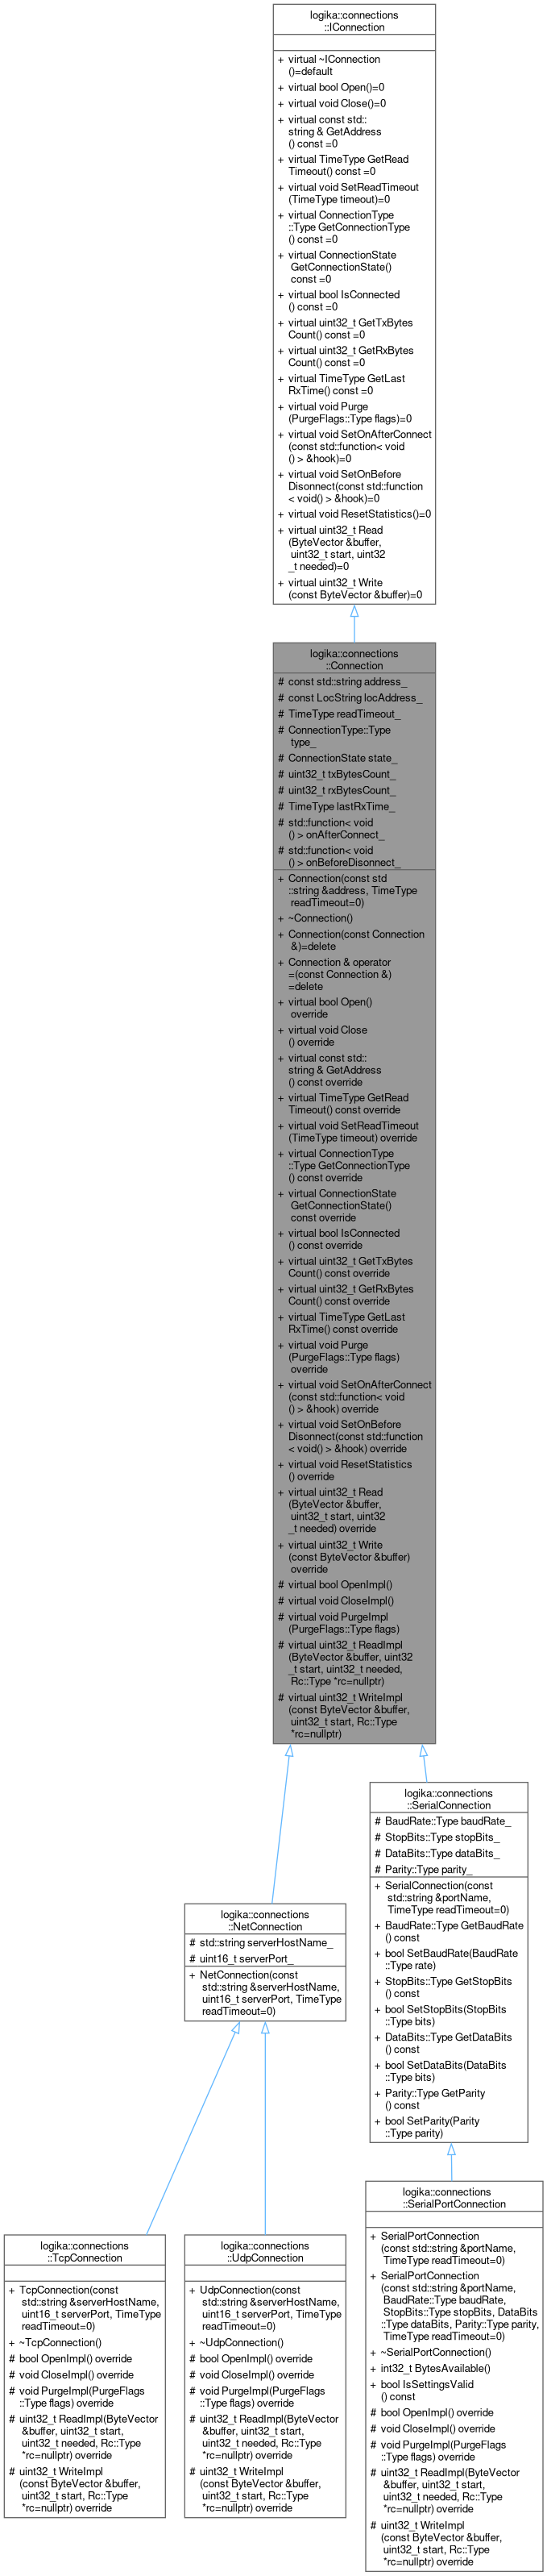 logika::connections
::IConnection
+ virtual ~IConnection
()=default
+ virtual bool Open()=0
+ virtual void Close()=0
+ virtual const std::
string & GetAddress
() const =0
+ virtual TimeType GetRead
Timeout() const =0
+ virtual void SetReadTimeout
(TimeType timeout)=0
+ virtual ConnectionType
::Type GetConnectionType
() const =0
+ virtual ConnectionState
GetConnectionState()
const =0
+ virtual bool IsConnected
() const =0
+ virtual uint32_t GetTxBytes
Count() const =0
+ virtual uint32_t GetRxBytes
Count() const =0
+ virtual TimeType GetLast
RxTime() const =0
+ virtual void Purge
(PurgeFlags::Type flags)=0
+ virtual void SetOnAfterConnect
(const std::function< void
() > &hook)=0
+ virtual void SetOnBefore
Disonnect(const std::function
< void() > &hook)=0
+ virtual void ResetStatistics()=0
+ virtual uint32_t Read
(ByteVector &buffer,
uint32_t start, uint32
_t needed)=0
+ virtual uint32_t Write
(const ByteVector &buffer)=0
logika::connections
::Connection
# const std::string address_
# const LocString locAddress_
# TimeType readTimeout_
# ConnectionType::Type
type_
# ConnectionState state_
# uint32_t txBytesCount_
# uint32_t rxBytesCount_
# TimeType lastRxTime_
# std::function< void
() > onAfterConnect_
# std::function< void
() > onBeforeDisonnect_
+ Connection(const std
::string &address, TimeType
readTimeout=0)
+ ~Connection()
+ Connection(const Connection
&)=delete
+ Connection & operator
=(const Connection &)
=delete
+ virtual bool Open()
override
+ virtual void Close
() override
+ virtual const std::
string & GetAddress
() const override
+ virtual TimeType GetRead
Timeout() const override
+ virtual void SetReadTimeout
(TimeType timeout) override
+ virtual ConnectionType
::Type GetConnectionType
() const override
+ virtual ConnectionState
GetConnectionState()
const override
+ virtual bool IsConnected
() const override
+ virtual uint32_t GetTxBytes
Count() const override
+ virtual uint32_t GetRxBytes
Count() const override
+ virtual TimeType GetLast
RxTime() const override
+ virtual void Purge
(PurgeFlags::Type flags)
override
+ virtual void SetOnAfterConnect
(const std::function< void
() > &hook) override
+ virtual void SetOnBefore
Disonnect(const std::function
< void() > &hook) override
+ virtual void ResetStatistics
() override
+ virtual uint32_t Read
(ByteVector &buffer,
uint32_t start, uint32
_t needed) override
+ virtual uint32_t Write
(const ByteVector &buffer)
override
# virtual bool OpenImpl()
# virtual void CloseImpl()
# virtual void PurgeImpl
(PurgeFlags::Type flags)
# virtual uint32_t ReadImpl
(ByteVector &buffer, uint32
_t start, uint32_t needed,
Rc::Type *rc=nullptr)
# virtual uint32_t WriteImpl
(const ByteVector &buffer,
uint32_t start, Rc::Type
*rc=nullptr)
logika::connections
::SerialConnection
# BaudRate::Type baudRate_
# StopBits::Type stopBits_
# DataBits::Type dataBits_
# Parity::Type parity_
+ SerialConnection(const
std::string &portName,
TimeType readTimeout=0)
+ BaudRate::Type GetBaudRate
() const
+ bool SetBaudRate(BaudRate
::Type rate)
+ StopBits::Type GetStopBits
() const
+ bool SetStopBits(StopBits
::Type bits)
+ DataBits::Type GetDataBits
() const
+ bool SetDataBits(DataBits
::Type bits)
+ Parity::Type GetParity
() const
+ bool SetParity(Parity
::Type parity)
logika::connections
::NetConnection
# std::string serverHostName_
# uint16_t serverPort_
+ NetConnection(const
std::string &serverHostName,
uint16_t serverPort, TimeType
readTimeout=0)
logika::connections
::TcpConnection
+ TcpConnection(const
std::string &serverHostName,
uint16_t serverPort, TimeType
readTimeout=0)
+ ~TcpConnection()
# bool OpenImpl() override
# void CloseImpl() override
# void PurgeImpl(PurgeFlags
::Type flags) override
# uint32_t ReadImpl(ByteVector
&buffer, uint32_t start,
uint32_t needed, Rc::Type
*rc=nullptr) override
# uint32_t WriteImpl
(const ByteVector &buffer,
uint32_t start, Rc::Type
*rc=nullptr) override
logika::connections
::UdpConnection
+ UdpConnection(const
std::string &serverHostName,
uint16_t serverPort, TimeType
readTimeout=0)
+ ~UdpConnection()
# bool OpenImpl() override
# void CloseImpl() override
# void PurgeImpl(PurgeFlags
::Type flags) override
# uint32_t ReadImpl(ByteVector
&buffer, uint32_t start,
uint32_t needed, Rc::Type
*rc=nullptr) override
# uint32_t WriteImpl
(const ByteVector &buffer,
uint32_t start, Rc::Type
*rc=nullptr) override
logika::connections
::SerialPortConnection
+ SerialPortConnection
(const std::string &portName,
TimeType readTimeout=0)
+ SerialPortConnection
(const std::string &portName,
BaudRate::Type baudRate,
StopBits::Type stopBits, DataBits
::Type dataBits, Parity::Type parity,
TimeType readTimeout=0)
+ ~SerialPortConnection()
+ int32_t BytesAvailable()
+ bool IsSettingsValid
() const
# bool OpenImpl() override
# void CloseImpl() override
# void PurgeImpl(PurgeFlags
::Type flags) override
# uint32_t ReadImpl(ByteVector
&buffer, uint32_t start,
uint32_t needed, Rc::Type
*rc=nullptr) override
# uint32_t WriteImpl
(const ByteVector &buffer,
uint32_t start, Rc::Type
*rc=nullptr) override